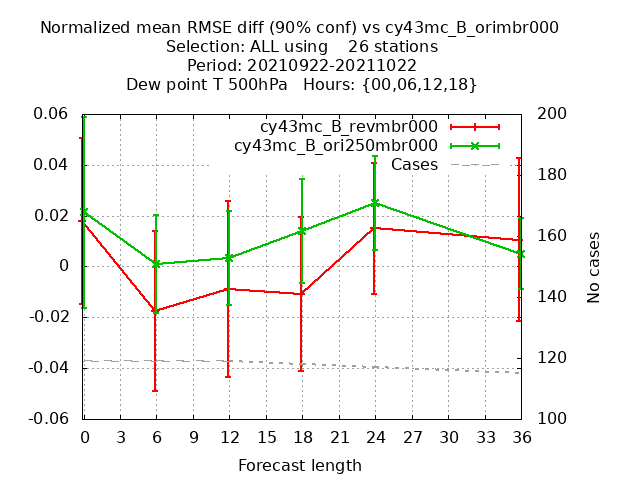 Normalized mean RMSE diff (90% conf) vs cy43mc_B_orimbr000
Selection: ALL using    26 stations
Period: 20210922-20211022
Dew point T 500hPa   Hours: {00,06,12,18}
cy43mc_B_revmbr000
cy43mc_B_ori250mbr000
Cases
0.06
0.04
0.02
0
-0.02
-0.04
-0.06
200
180
160
140
120
100
No cases
0 3 6 9 12 15 18 21 24 27 30 33 36
Forecast length